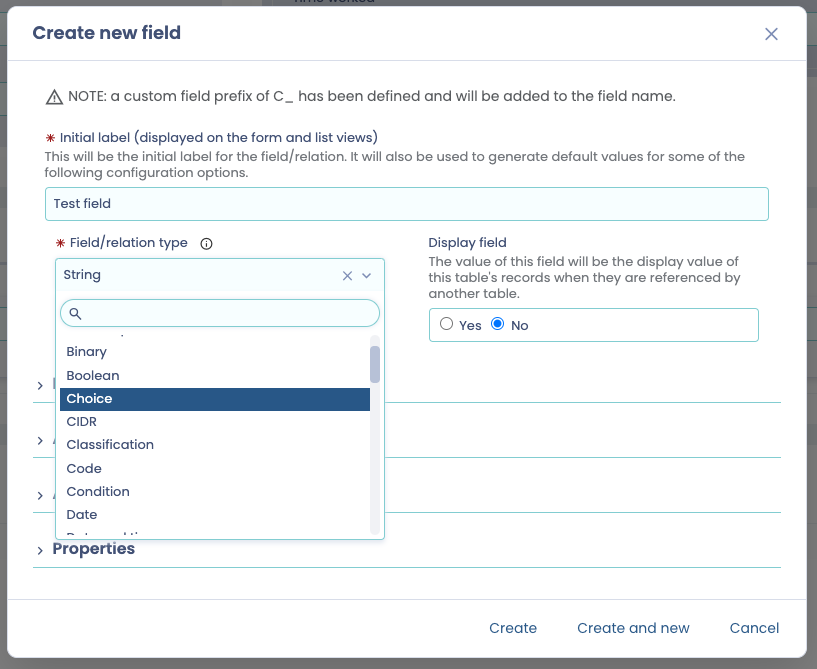 Create new field
NOTE: a custom field prefix of C_ has been defined and will be added to the field name.
* Initial label (displayed on the form and list views)
This will be the initial label for the field/relation. It will also be used to generate default values for some of the
following configuration options.
Test field
* Field/relation type
String
Binary
Boolean
Choice
CIDR
Classification
Code
Condition
Date
Display field
The value of this field will be the display value of
this table's records when they are referenced by
another table.
Yes No
Properties
Create Create and new Cancel